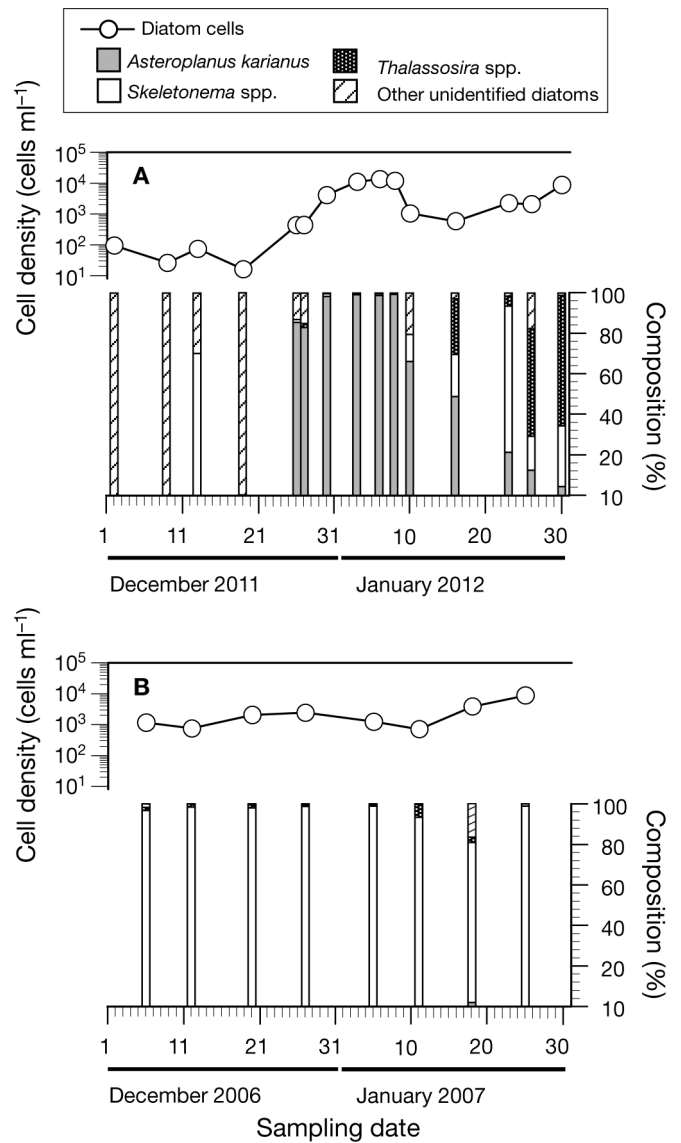 Diatom cells
Asteroplanus karianus
Thalassosira spp.
Skeletonema spp.
Other unidentified diatoms
Cell density (cells ml⁻¹)
A
10⁵
10⁴
10³
10²
10¹
100
80
60
40
20
10
Composition (%)
1 11 21 31 10 20 30
December 2011 January 2012
Cell density (cells ml⁻¹)
B
10⁵
10⁴
10³
10²
10¹
100
80
60
40
20
10
Composition (%)
1 11 21 31 10 20 30
December 2006 January 2007
Sampling date